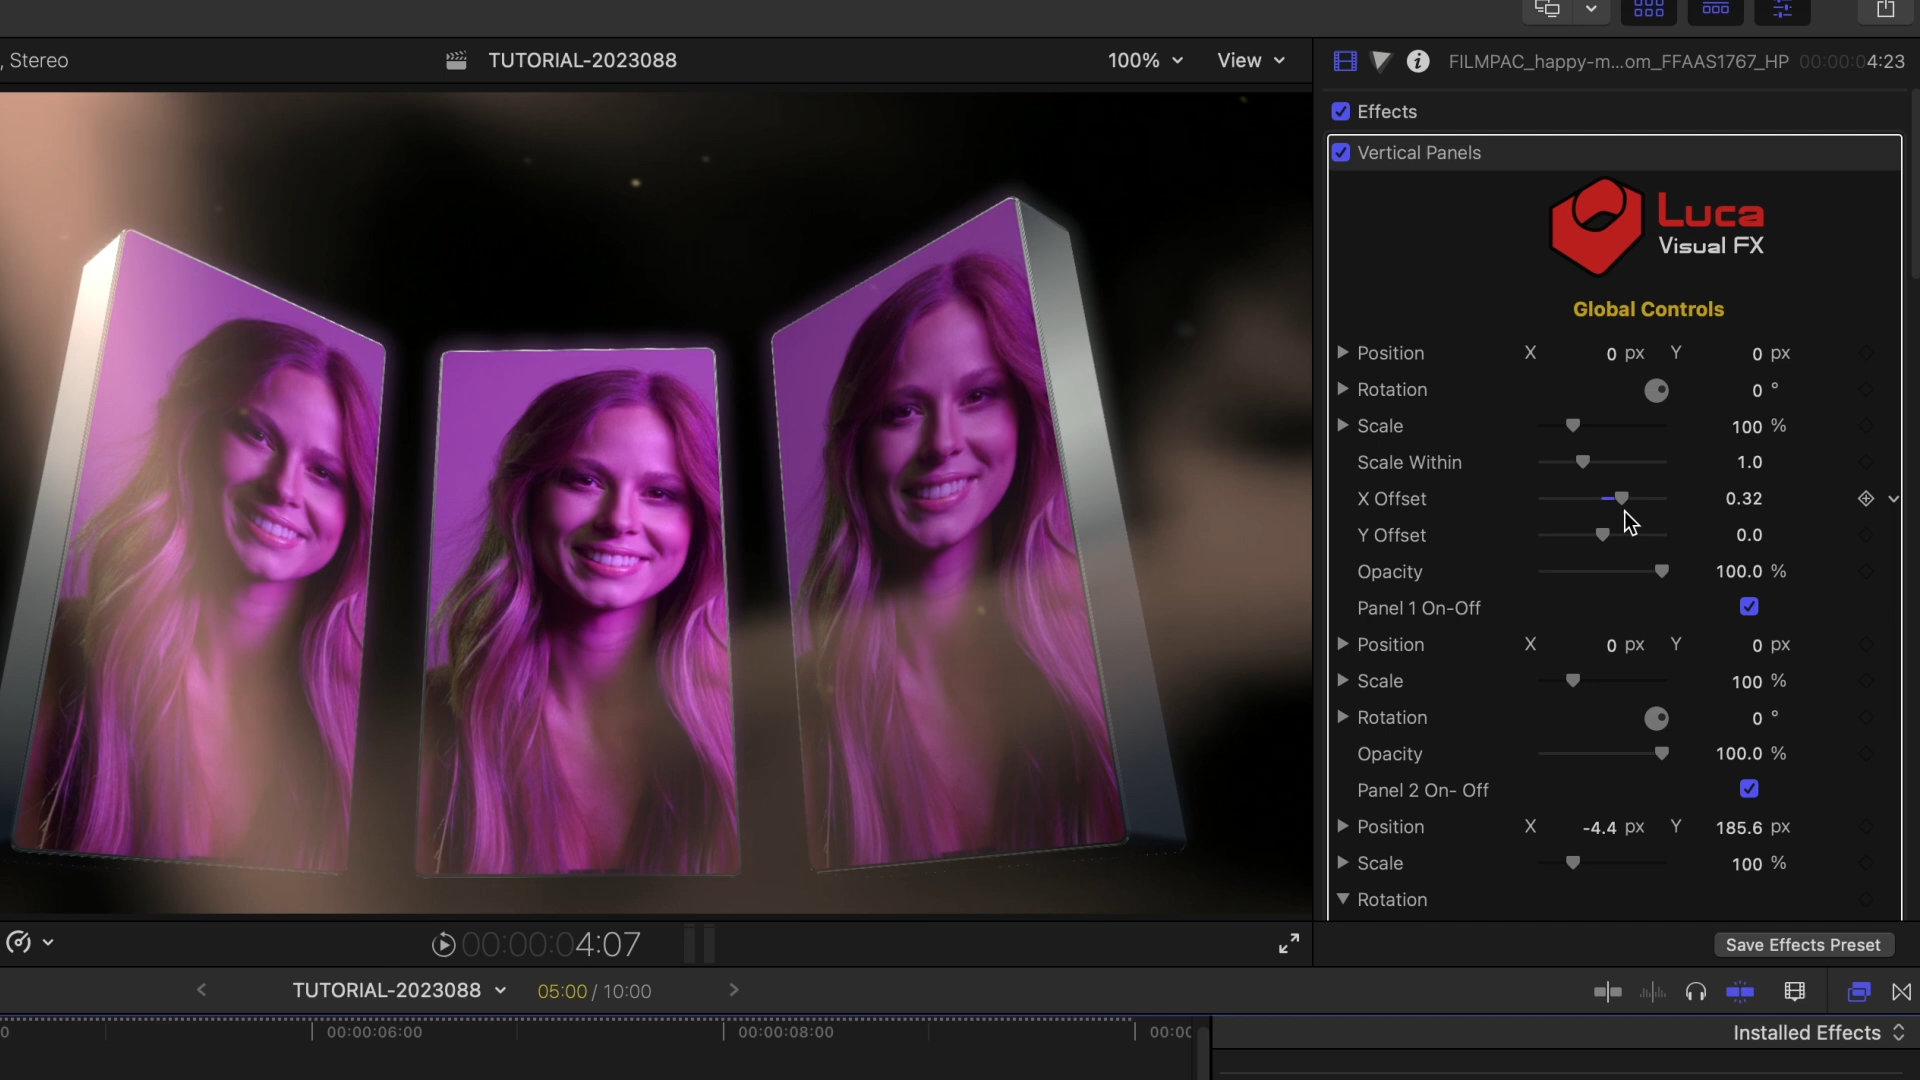 , Stereo
TUTORIAL-2023088
100%
View
FILMPAC_happy-m...om_FFAAS1767_HP
00:00:04:23
Effects
Vertical Panels
Luca
Visual FX
Global Controls
Position X 0 px Y 0 px
Rotation 0 °
Scale 100 %
Scale Within 1.0
X Offset 0.32
Y Offset 0.0
Opacity 100.0 %
Panel 1 On-Off
Position X 0 px Y 0 px
Scale 100 %
Rotation 0 °
Opacity 100.0 %
Panel 2 On- Off
Position X -4.4 px Y 185.6 px
Scale 100 %
Rotation
00:00:04:07
Save Effects Preset
TUTORIAL-2023088
05:00 / 10:00
0
00:00:06:00
00:00:08:00
Installed Effects